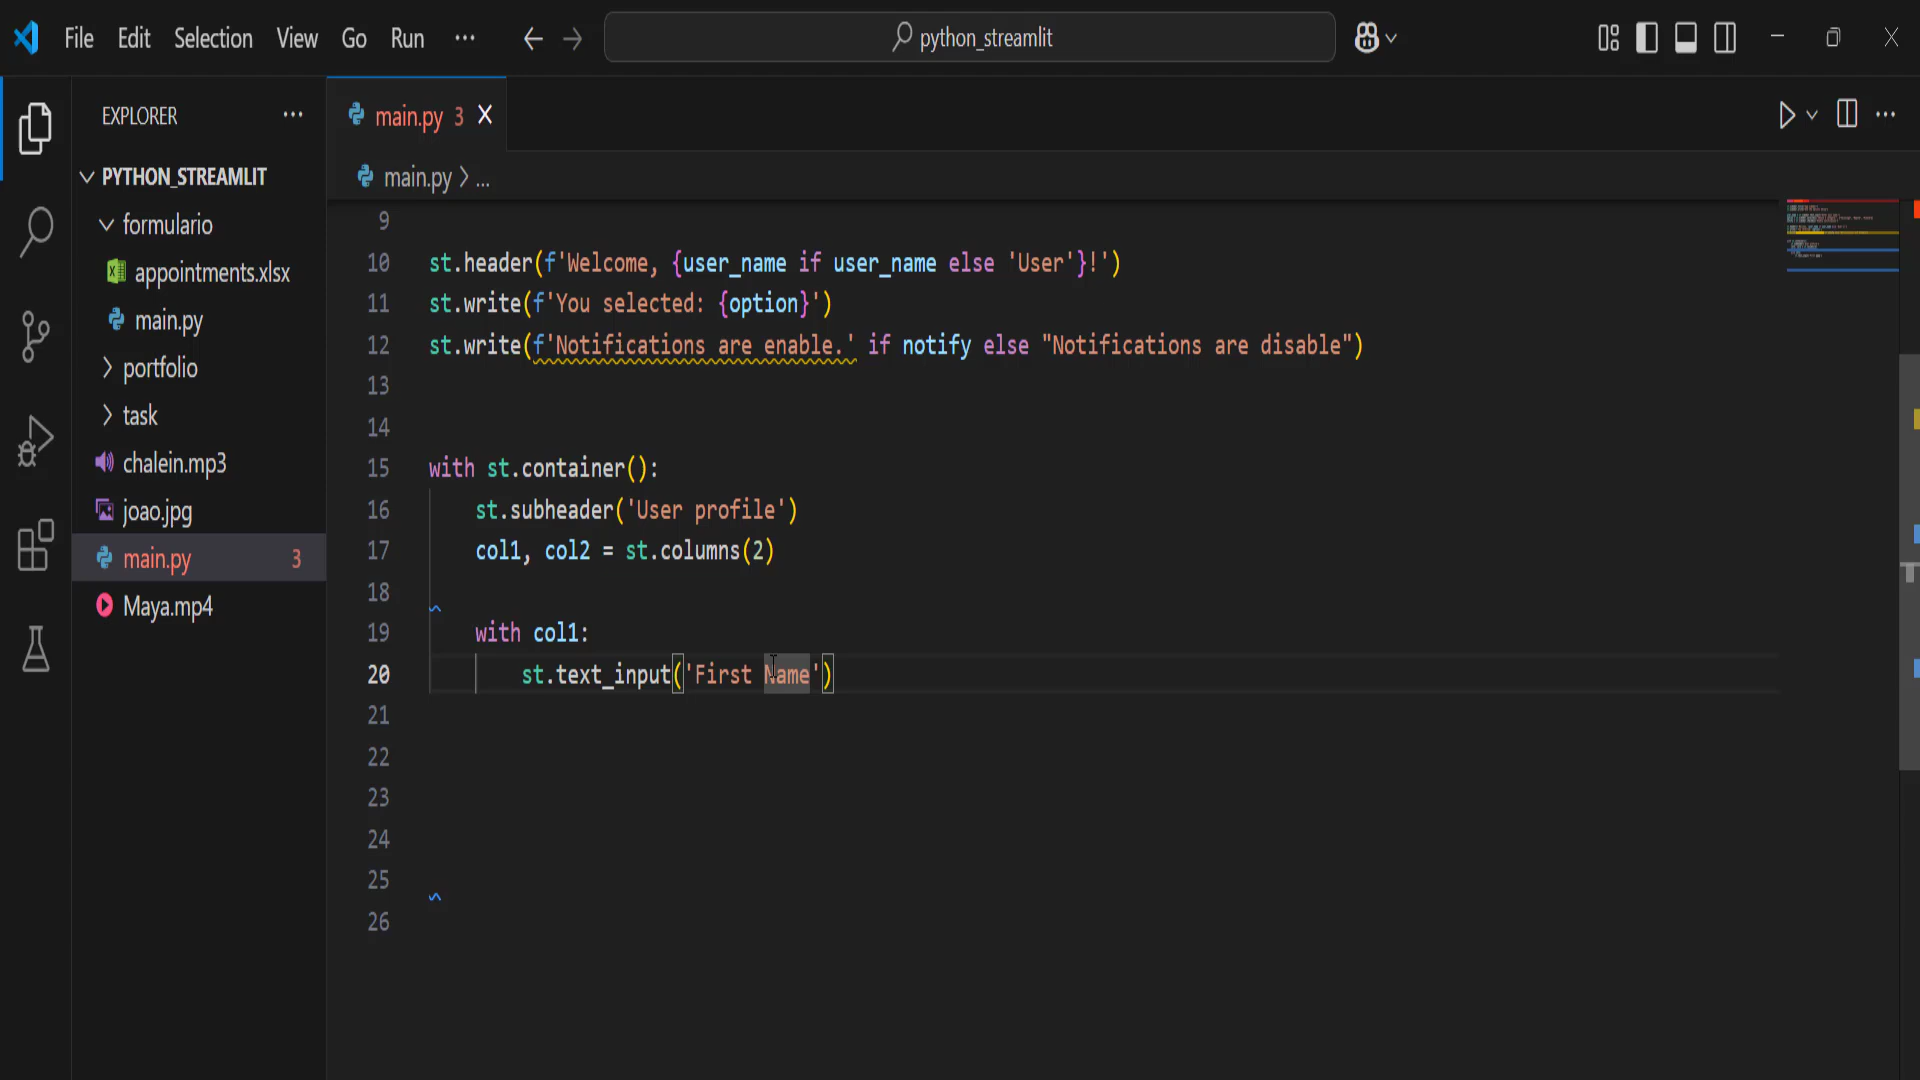 File Edit Selection View Go Run ··· python_streamlit
EXPLORER ···
PYTHON_STREAMLIT
formulario
appointments.xlsx
main.py
portfolio
task
chalein.mp3
joao.jpg
main.py 3
Maya.mp4
main.py 3
main.py > ...
9
10 st.header(f'Welcome, {user_name if user_name else 'User'}!')
11 st.write(f'You selected: {option}')
12 st.write(f'Notifications are enable.' if notify else "Notifications are disable")
13
14
15 with st.container():
16 st.subheader('User profile')
17 col1, col2 = st.columns(2)
18
19 with col1:
20 st.text_input('First Name')
21
22
23
24
25
26